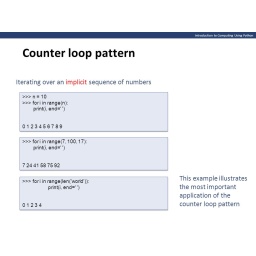 Introduction to Computing Using Python
Counter loop pattern
Iterating over an implicit sequence of numbers
>>> n = 10
>>> for i in range(n):
print(i, end=' ')
0 1 2 3 4 5 6 7 8 9
>>> for i in range(7, 100, 17):
print(i, end=' ')
7 24 41 58 75 92
>>> for i in range(len('world')):
print(i, end=' ')
0 1 2 3 4
This example illustrates
the most important
application of the
counter loop pattern